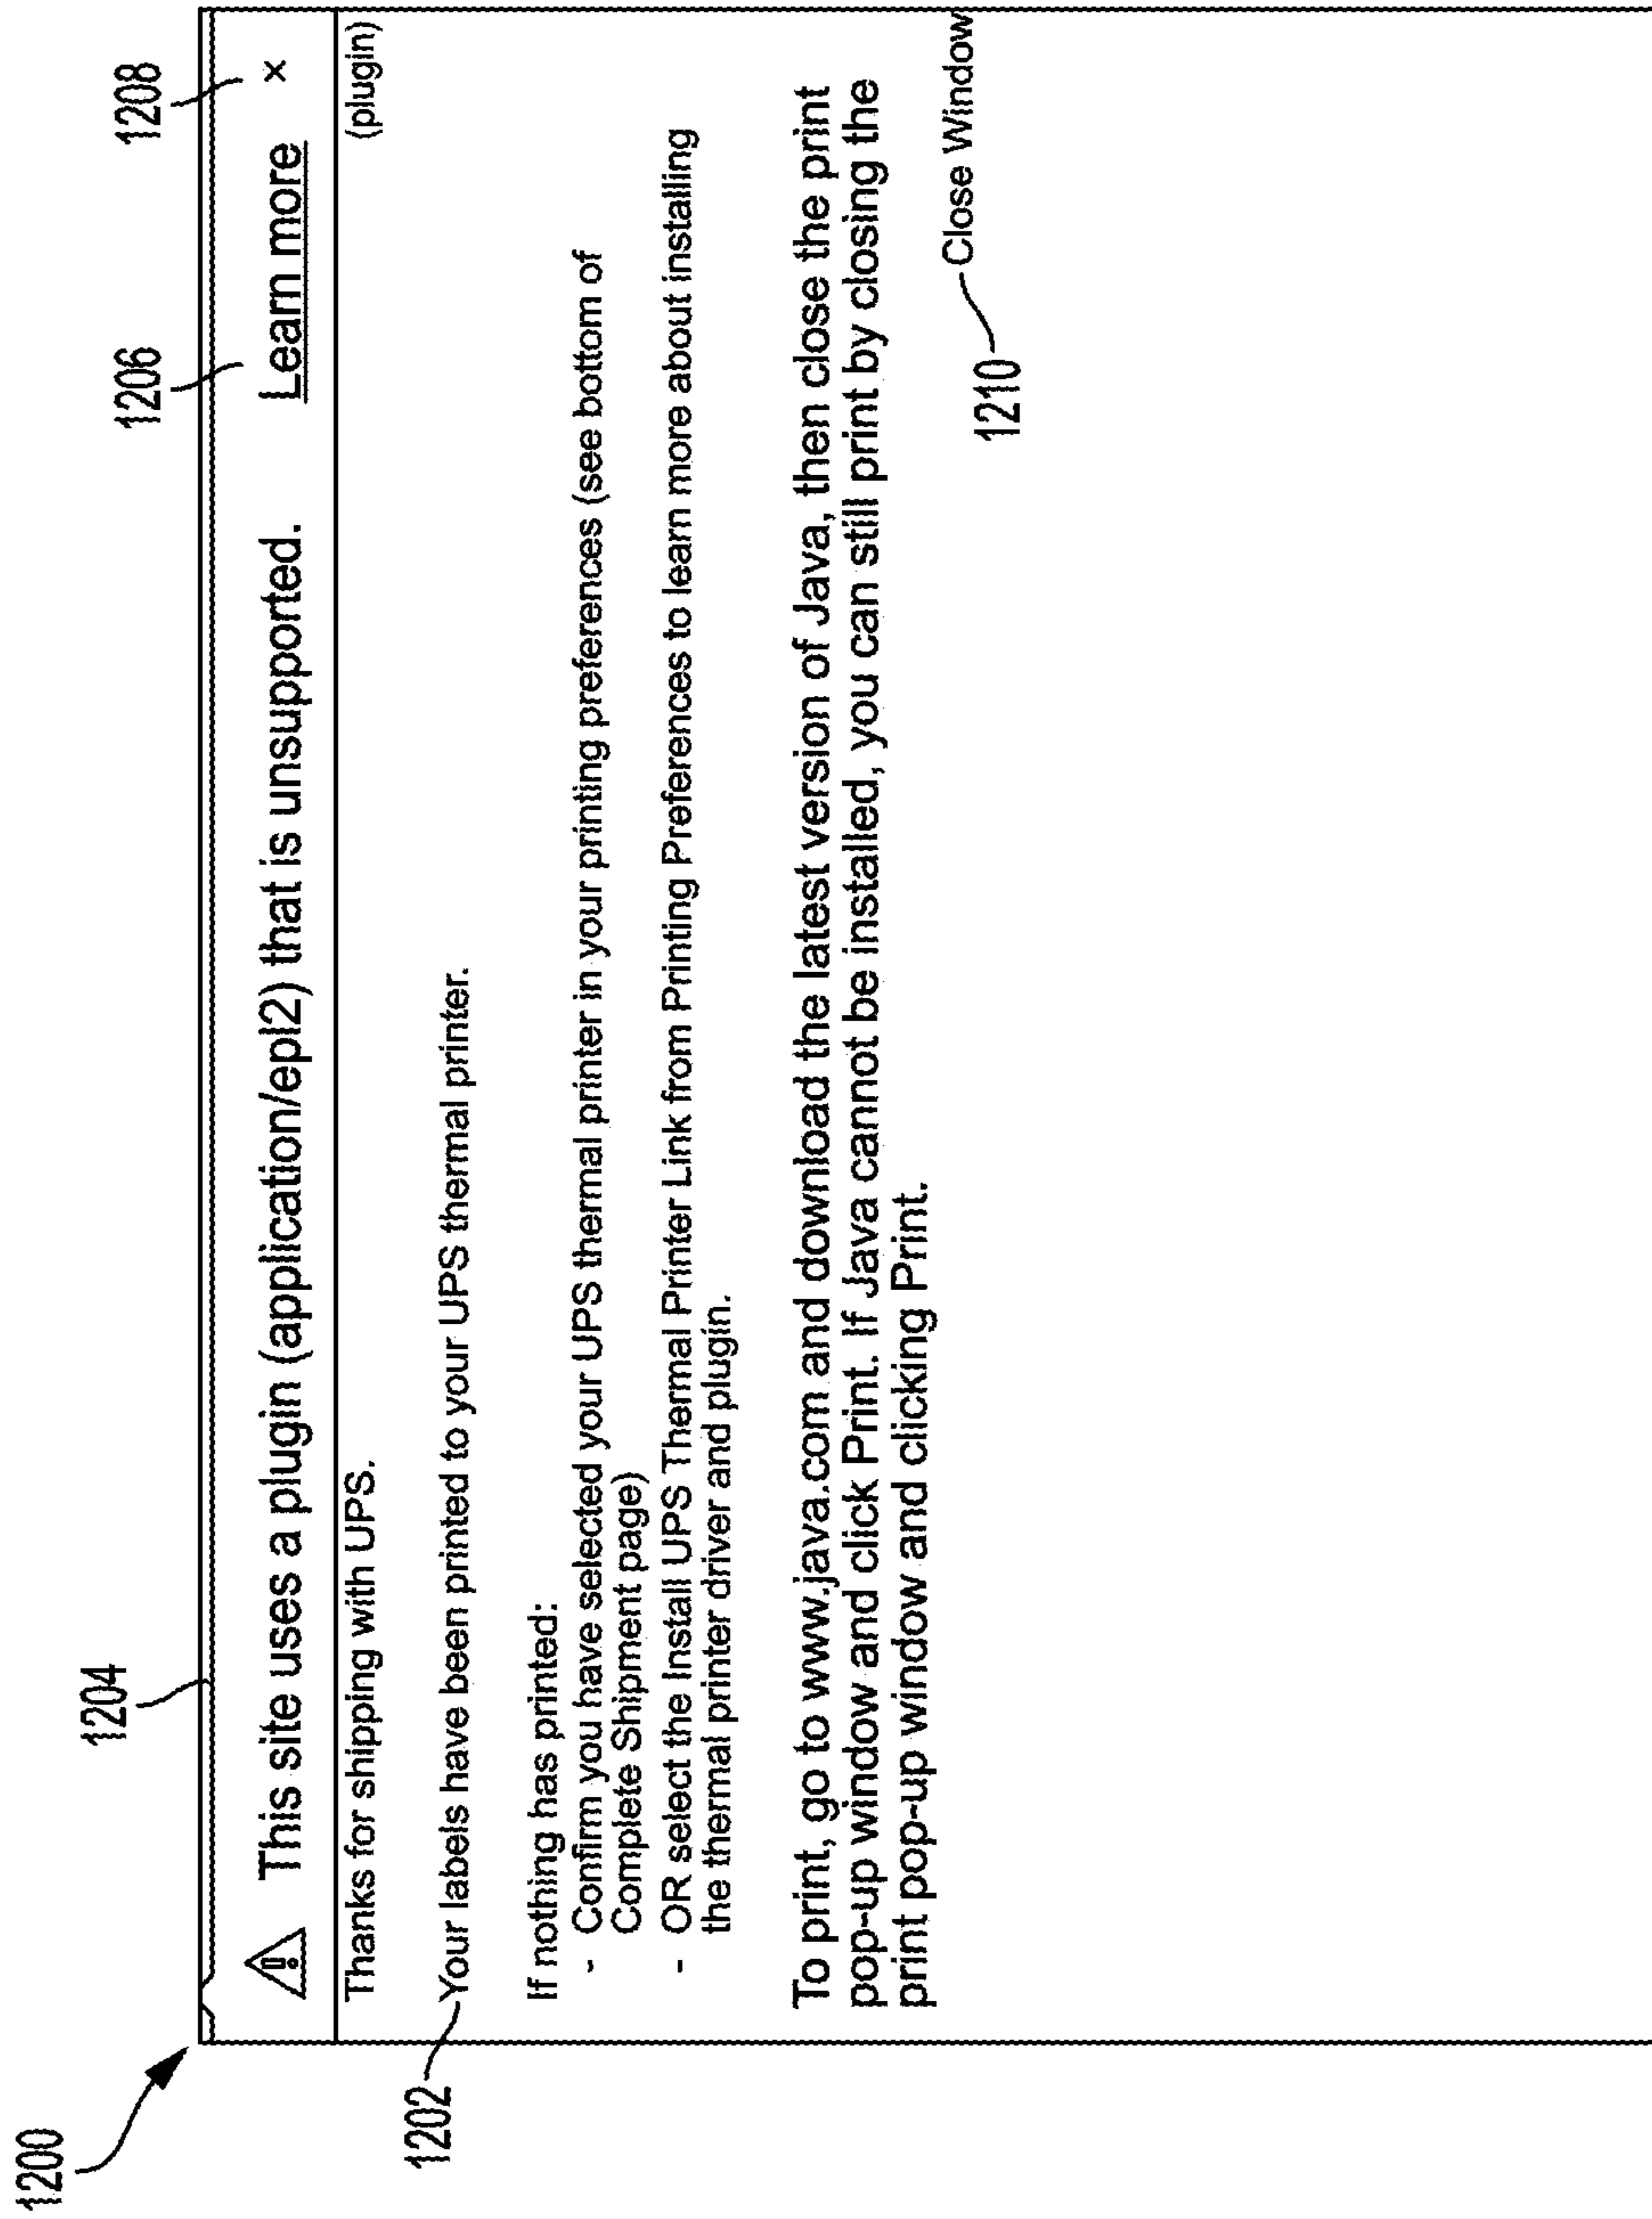 1200
1204
1206
1208
This site uses a plugin (application/epl2) that is unsupported. Learn more ×
Thanks for shipping with UPS. (plugin)
1202
Your labels have been printed to your UPS thermal printer.
If nothing has printed:
- Confirm you have selected your UPS thermal printer in your printing preferences (see bottom of
Complete Shipment page)
- OR select the Install UPS Thermal Printer Link from Printing Preferences to learn more about installing
the thermal printer driver and plugin.
To print, go to www.java.com and download the latest version of Java, then close the print
pop-up window and click Print. If Java cannot be installed, you can still print by closing the
print pop-up window and clicking Print.
Close Window
1210